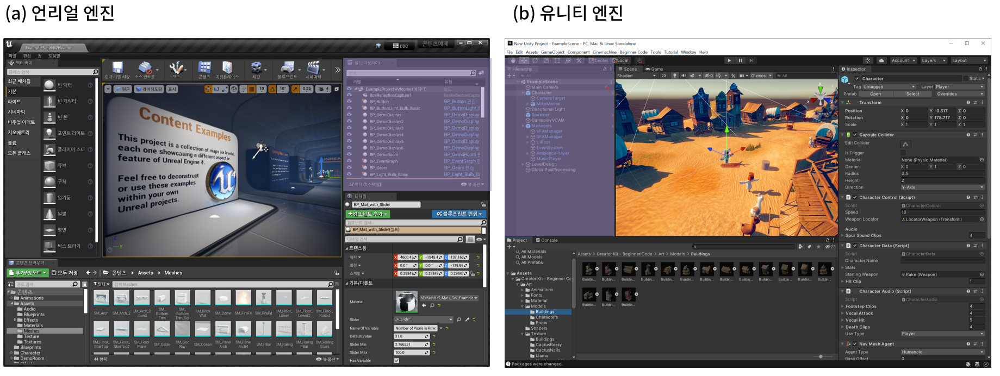 (a) 언리얼 엔진
(b) 유니티 엔진
ExampleProjectWelcome
DDC
콘텐츠예제
파일 편집 창 도움말
액터 배치
클래스 검색
최근 배치됨
기본
라이트
시네마틱
비주얼 이펙트
지오메트리
볼륨
모든 클래스
빈 액터
빈 캐릭터
빈 폰
포인트 라이트
플레이어 스타
큐브
구체
원기둥
원뿔
평면
박스 트리거
현재 레벨 저장 소스 컨트롤 모드 콘텐츠 마켓플레이스 세팅 블루프린트 시네마틱
원근 라이팅포함 표시
10 10° 0.25 4
Content Examples
This project is a collection of maps (or levels),
each one showcasing a different aspect or
feature of Unreal Engine 4.
Feel free to deconstruct
or use these examples
within your own
Unreal projects.
월드 아웃라이너
검색...
라벨 유형
ExampleProjectWelcome (에디터) 월드
BoxReflectionCapture1 BoxReflectionCaptu
BP_Button BP_Button 편집
BP_ButtonLight_Bulb_Basic BP_ButtonLight_B
BP_DemoDisplay BP_DemoDisplay
BP_DemoDisplay2 BP_DemoDisplay
BP_DemoDisplay3 BP_DemoDisplay
BP_DemoDisplay4 BP_DemoDisplay
BP_DemoDisplay5 BP_DemoDisplay
BP_DemoDisplay6 BP_DemoDisplay
BP_DemoRoom BP_DemoRoom 편
BP_EventGraph BP_EventGraph 편
BP_Gears BP_Gears 편집
BP_Light_Bulb_Basic BP_Light_Bulb_Ba
57 액터 (1 선택됨) 뷰 옵션
디테일
BP_Mat_with_Slider
+컴포넌트 추가 블루프린트 편집
컴포넌트 검색
BP_Mat_with_Slider(셀프)
디테일 검색
트랜스폼
위치 X 4600.43 Y -1545.4 Z 137.162
회전 X 0.0° Y 0.0° Z -179.99
스케일 X 0.29847 Y 0.29847 Z 0.29847
기본/디폴트
Material M_MathHall_Mats_Ceil_Example
Slider BP_Slider
Name Of Variable Number of Pixels in Row:
Default Value 31.0
Slider Min 2.766251
Slider Max 100.0
Has Variable
콘텐츠 브라우저
추가/임포트 모두 저장 콘텐츠 Assets Meshes
경로 검색 필터 검색 Meshes
콘텐츠
Animations
Assets
Audio
Blueprints
Effects
Materials
Meshes
Texture
Textures
Blueprints
Character
DemoRoom
SM_Arch SM_Arch_2 SM_Arch_2_Bend SM_Bottom Trim SM_Bottom Trim_Sqr SM_Brick Wall SM_Dome SM_FireFX SM_FirePit SM_Floor_Lower SM_Floor_Lower2 SM_Floor_Round
SM_Floor_StairTop SM_Floor_StairTop2 SM_Floor Plane SM_Gable SM_God Ray SM_Ocean SM_Panel Arch SM_Panel Arch4 SM_Pillar SM_Railing SM_Railing Pillar SM_Railing Stairs
44 항목 뷰 옵션
New Unity Project - ExampleScene - PC, Mac & Linux Standalone
File Edit Assets GameObject Component Cinemachine Beginner Code Tools Tutorial Window Help
Center Local Account Layers Layout
Hierarchy
All
ExampleScene
Main Camera
Character
CameraTarget
MikeMoose
Directional Light
Spawner
GameplayVCAM
Managers
VFXManager
SFXManager
UIRoot
EventSystem
AmbiencePlayer
MusicPlayer
LevelDesign
GlobalPostProcessing
Scene Game
Shaded 2D 0 Gizmos All
y
x
z
Persp
Inspector
Character Static
Tag Untagged Layer Player
Prefab Open Select Overrides
Transform
Position X 0 Y -0.817 Z 0
Rotation X 0 Y 178.717 Z 0
Scale X 1 Y 1 Z 1
Capsule Collider
Edit Collider
Is Trigger
Material None (Physic Material)
Center X 0 Y 1 Z 0
Radius 0.5
Height 2
Direction Y-Axis
Character Control (Script)
Script CharacterControl
Speed 10
Weapon Locator LocatorWeapon (Transform)
Audio
Spur Sound Clips 4
Character Data (Script)
Script CharacterData
Character Name
Stats
Starting Weapon Rake (Weapon)
Hit Clip 1
Character Audio (Script)
Script CharacterAudio
Footstep Clips 4
Vocal Attack 4
Vocal Hit 5
Death Clips 4
Use Type Player
Nav Mesh Agent
Agent Type Humanoid
Base Offset 0
Project Console
23
All Materials
All Models
All Prefabs
Assets
Creator Kit - Beginner Co
Art
Animations
Fonts
Material
Models
Buildings
Characters
Props
Shaders
Texture
Buildings
CactusBossy
CactusNails
Llama
Assets > Creator Kit - Beginner Code > Art > Models > Buildings
Buildin... Buildin... Buildin... Buildin... Buildin... Buildin... Buildin... Buildin... Buildin... Buildin... Buildin... Buildin... Buildin...
Buildin... Buildin... Buildin...
Packages were changed.